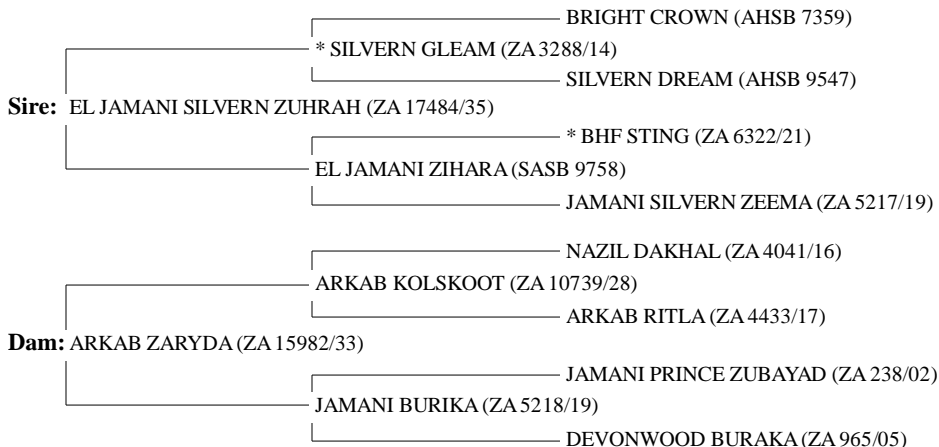 BRIGHT CROWN (AHSB 7359)
* SILVERN GLEAM (ZA 3288/14)
SILVERN DREAM (AHSB 9547)
Sire: EL JAMANI SILVERN ZUHRAH (ZA 17484/35)
* BHF STING (ZA 6322/21)
EL JAMANI ZIHARA (SASB 9758)
JAMANI SILVERN ZEEMA (ZA 5217/19)
NAZIL DAKHAL (ZA 4041/16)
ARKAB KOLSKOOT (ZA 10739/28)
ARKAB RITLA (ZA 4433/17)
Dam: ARKAB ZARYDA (ZA 15982/33)
JAMANI PRINCE ZUBAYAD (ZA 238/02)
JAMANI BURIKA (ZA 5218/19)
DEVONWOOD BURAKA (ZA 965/05)